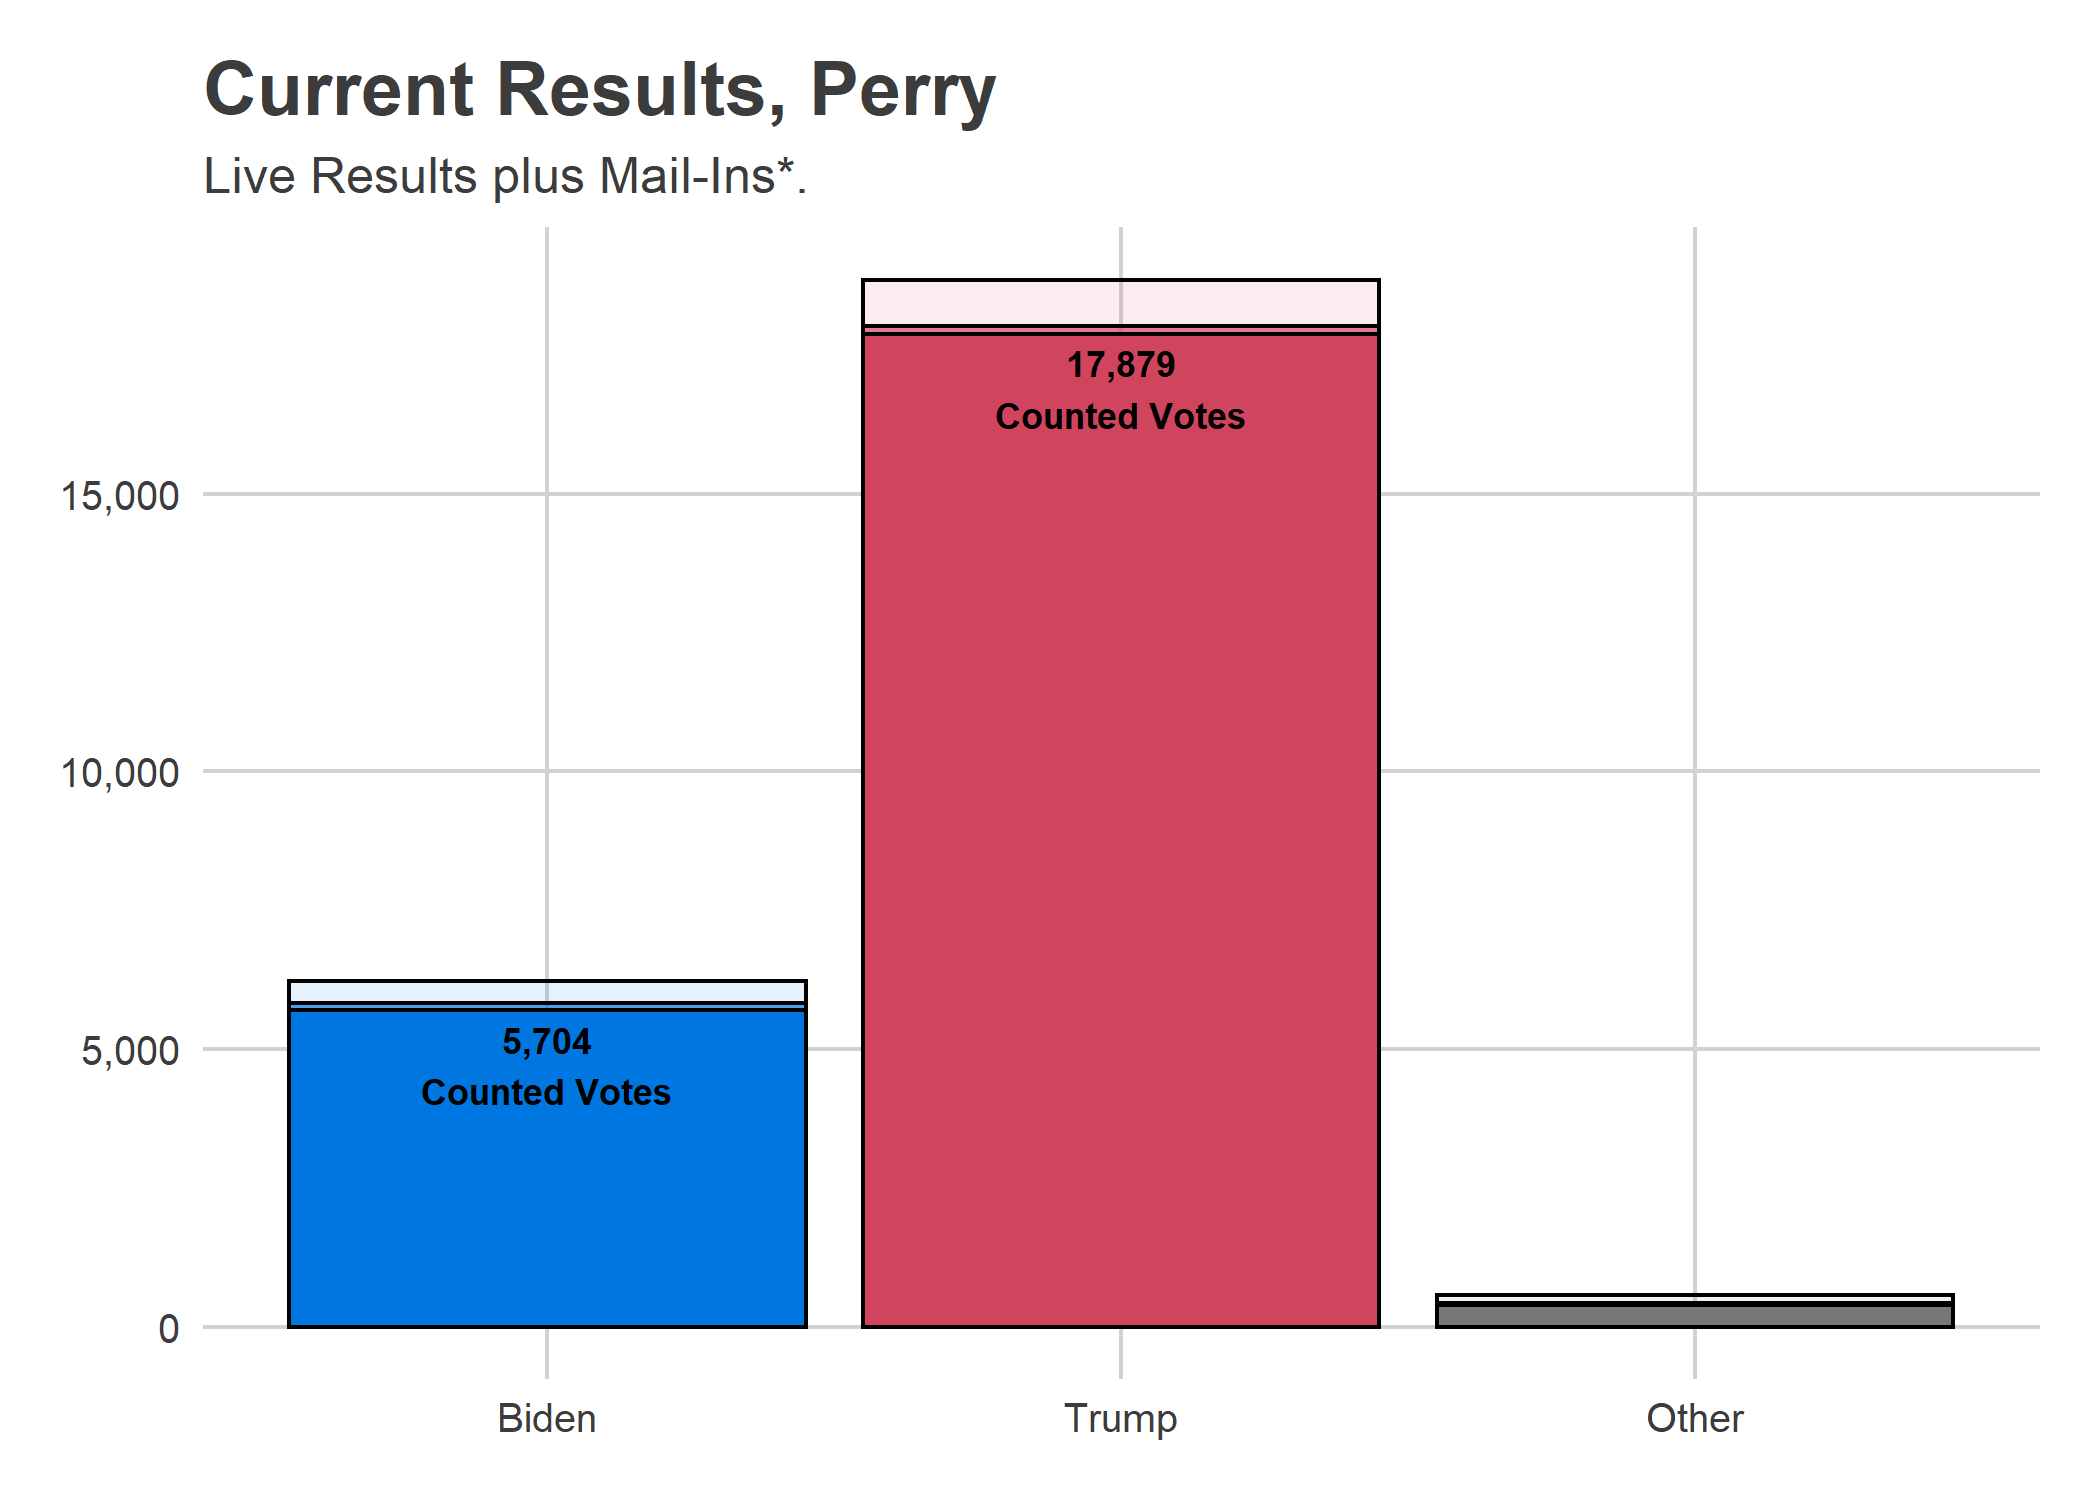 Current Results, Perry
Live Results plus Mail-Ins*.
17,879
Counted Votes
15,000
10,000
5,000
5,704
Counted Votes
0
Biden
Trump
Other